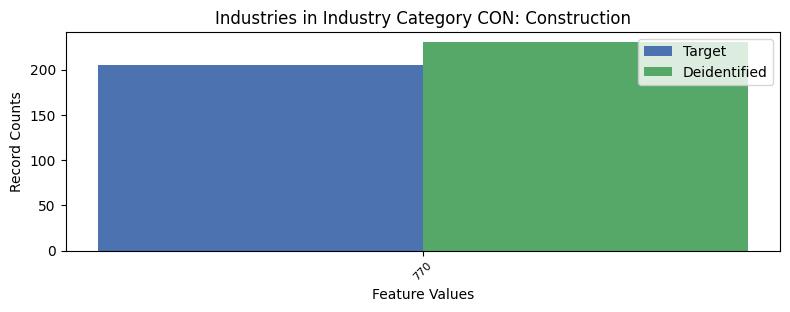 Industries in Industry Category CON: Construction
Target
Deidentified
Record Counts
200
150
100
50
0
770
Feature Values